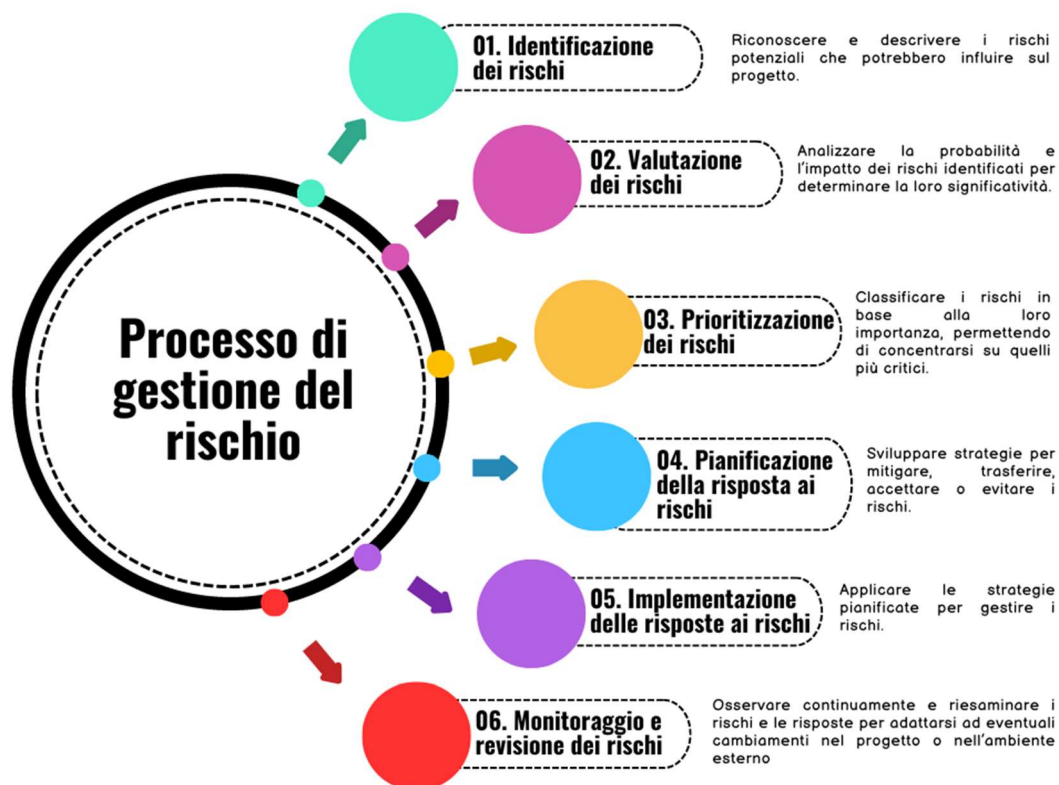 Processo di
gestione del
rischio
01. Identificazione
dei rischi
Riconoscere e descrivere i rischi
potenziali che potrebbero influire sul
progetto.
02. Valutazione
dei rischi
Analizzare la probabilità e
l'impatto dei rischi identificati per
determinare la loro significatività.
03. Prioritizzazione
dei rischi
Classificare i rischi in
base alla loro
importanza, permettendo
di concentrarsi su quelli
più critici.
04. Pianificazione
della risposta ai
rischi
Sviluppare strategie per
mitigare, trasferire,
accettare o evitare i
rischi.
05. Implementazione
delle risposte ai rischi
Applicare le strategie
pianificate per gestire i
rischi.
06. Monitoraggio e
revisione dei rischi
Osservare continuamente e riesaminare i
rischi e le risposte per adattarsi ad eventuali
cambiamenti nel progetto o nell'ambiente
esterno